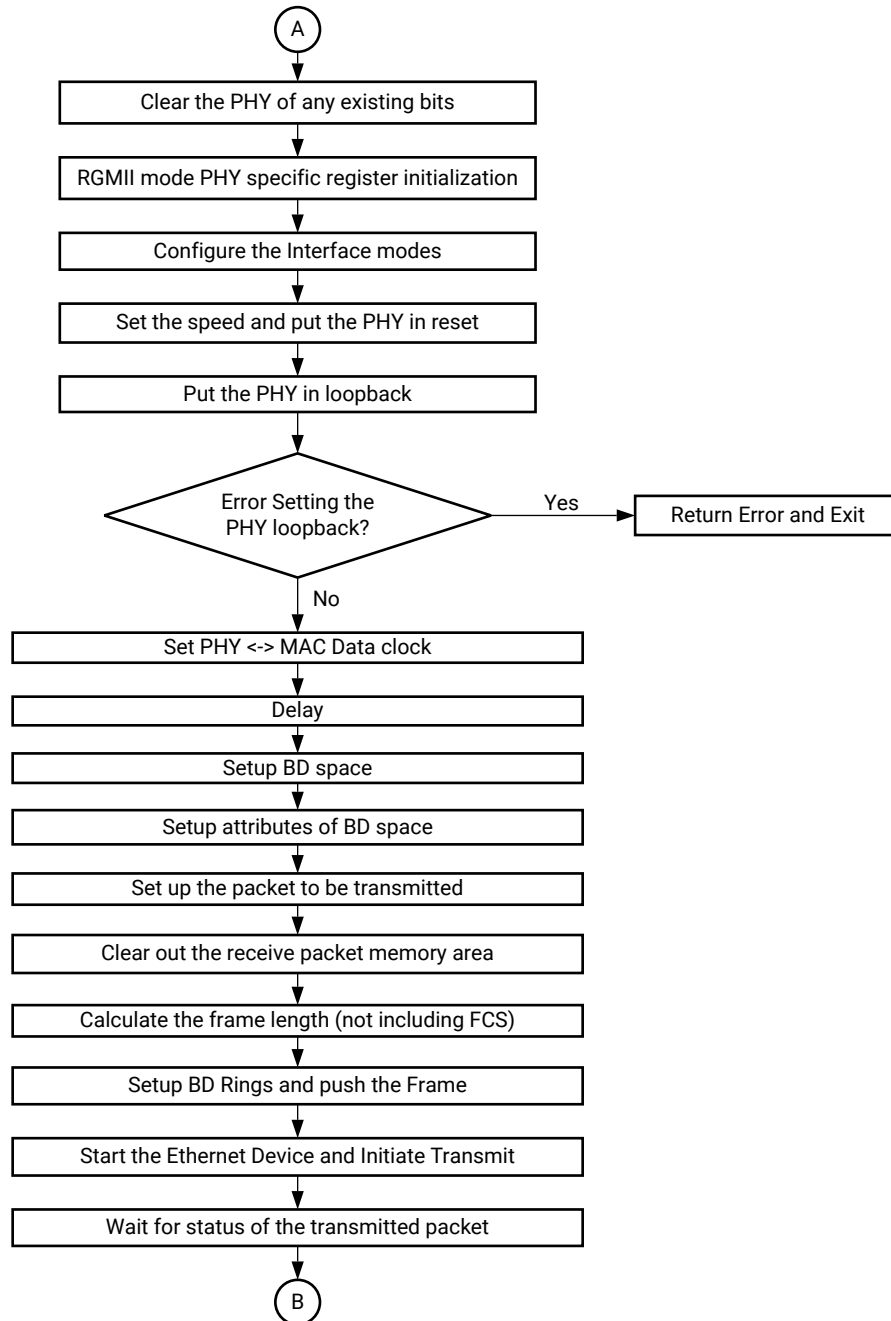 A
Clear the PHY of any existing bits
RGMII mode PHY specific register initialization
Configure the Interface modes
Set the speed and put the PHY in reset
Put the PHY in loopback
Error Setting the
PHY loopback?
Yes
Return Error and Exit
No
Set PHY <-> MAC Data clock
Delay
Setup BD space
Setup attributes of BD space
Set up the packet to be transmitted
Clear out the receive packet memory area
Calculate the frame length (not including FCS)
Setup BD Rings and push the Frame
Start the Ethernet Device and Initiate Transmit
Wait for status of the transmitted packet
B